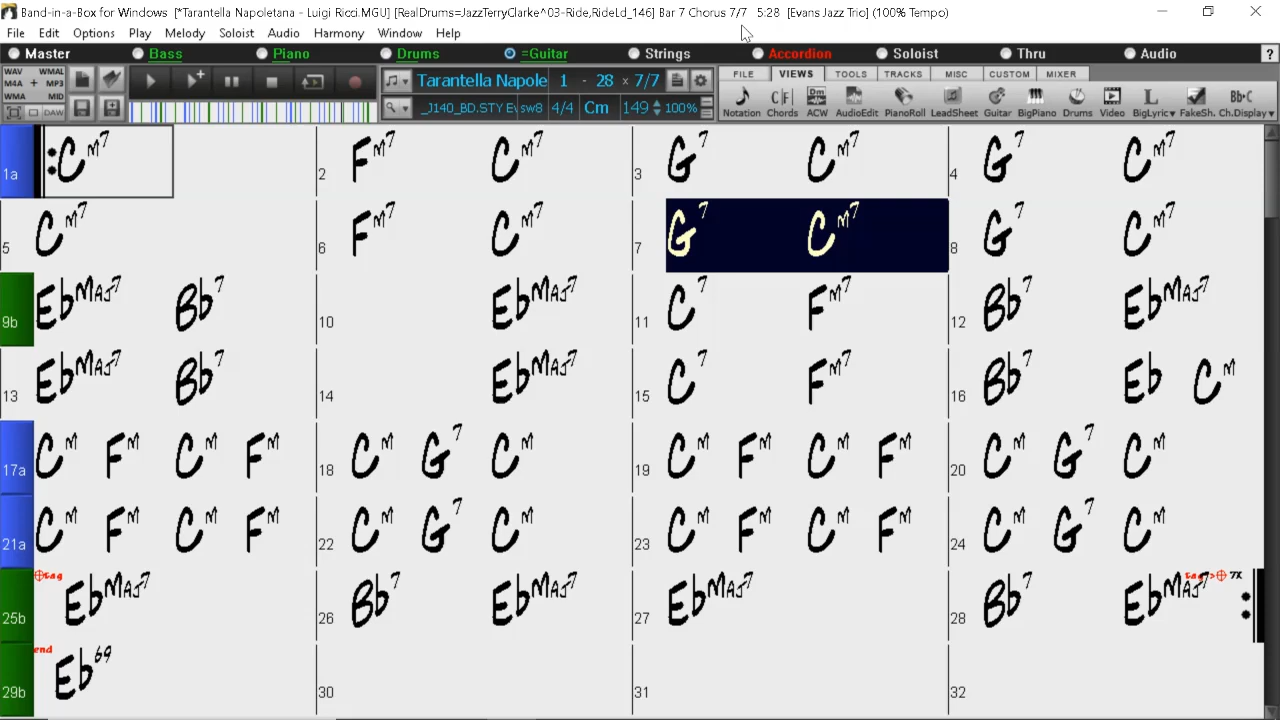 Band-in-a-Box for Windows [*Tarantella Napoletana - Luigi Ricci.MGU] [RealDrums=JazzTerryClarke^03-Ride,RideLd_146] Bar 7 Chorus 7/7 5:28 [Evans Jazz Trio] (100% Tempo)
File Edit Options Play Melody Soloist Audio Harmony Window Help
Master Bass Piano Drums =Guitar Strings Accordion Soloist Thru Audio ?
WAV WMAL M4A + MP3 WMA MID DAW
Tarantella Napole 1 - 28 x 7/7
FILE VIEWS TOOLS TRACKS MISC CUSTOM MIXER
_J140_BD.STY Ev sw8 4/4 Cm 149 100%
Notation Chords ACW AudioEdit PianoRoll LeadSheet Guitar BigPiano Drums Video BigLyric FakeSh. Ch.Display
1a CM7 2 FM7 CM7 3 G7 CM7 4 G7 CM7
5 CM7 6 FM7 CM7 7 G7 CM7 8 G7 CM7
9b EbMAJ7 Bb7 10 EbMAJ7 11 C7 FM7 12 Bb7 EbMAJ7
13 EbMAJ7 Bb7 14 EbMAJ7 15 C7 FM7 16 Bb7 Eb CM
17a CM FM CM FM 18 CM G7 CM 19 CM FM CM FM 20 CM G7 CM
21a CM FM CM FM 22 CM G7 CM 23 CM FM CM FM 24 CM G7 CM
tag tag> 7X
25b EbMAJ7 26 Bb7 EbMAJ7 27 EbMAJ7 28 Bb7 EbMAJ7
end
29b Eb69 30 31 32